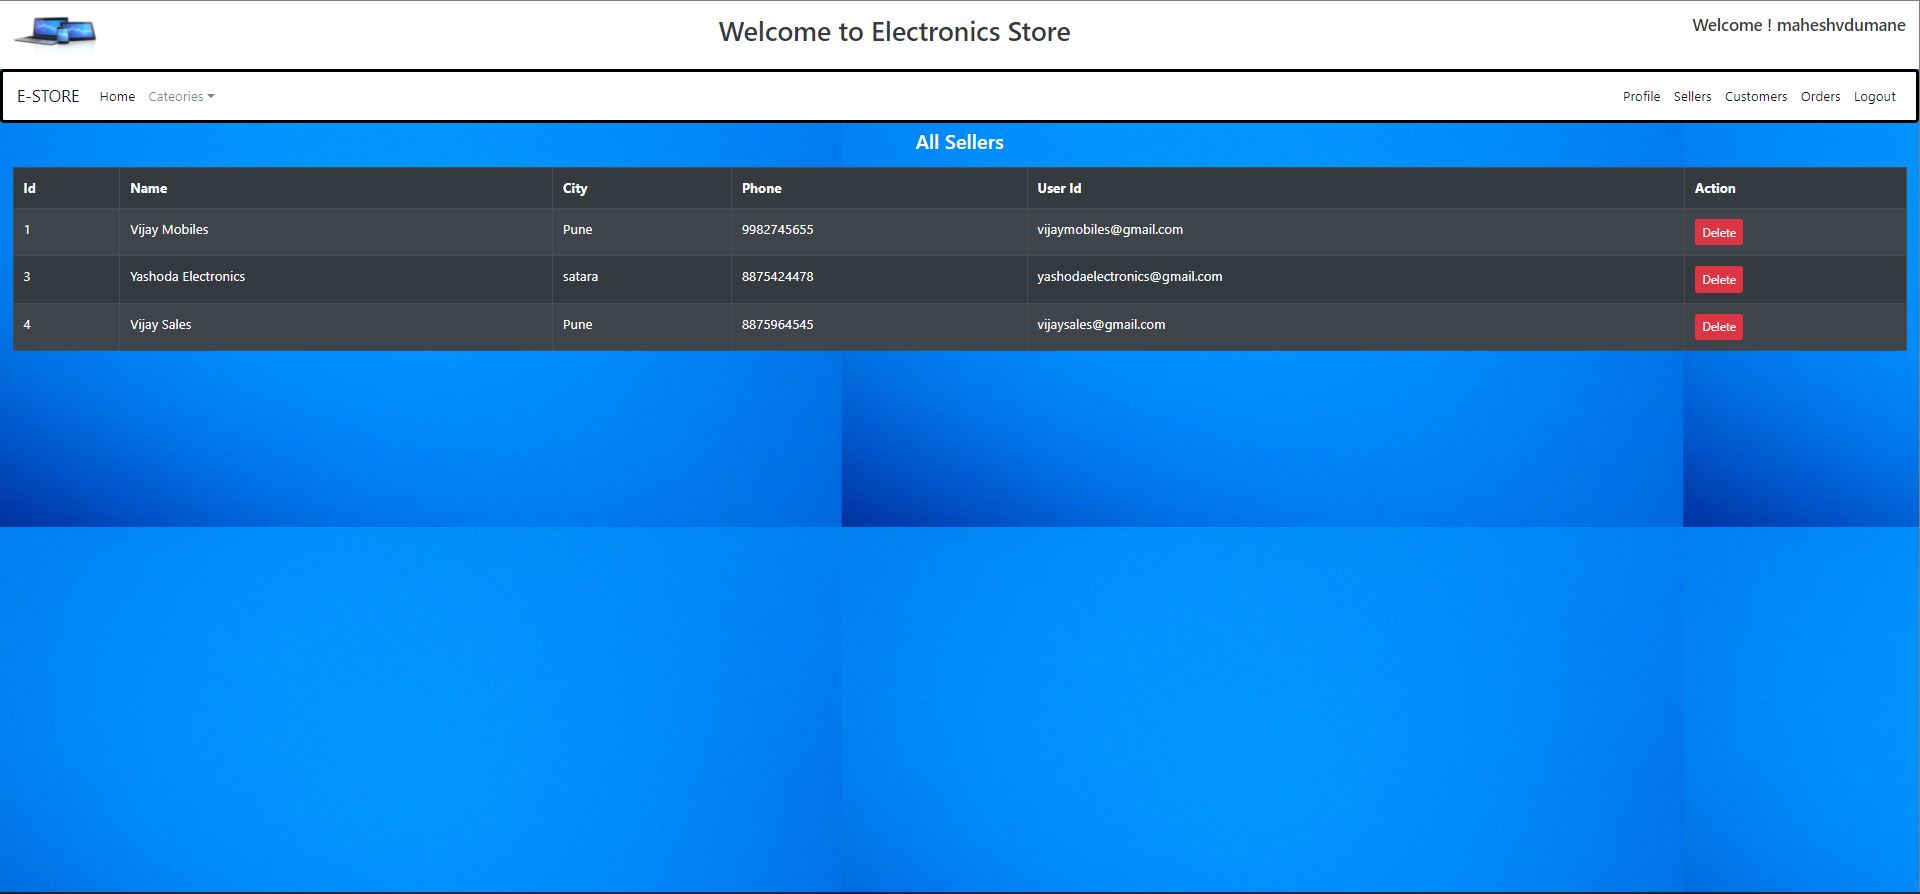 Welcome to Electronics Store
Welcome ! maheshvdumane
E-STORE Home Cateories Profile Sellers Customers Orders Logout
All Sellers
Id Name City Phone User Id Action
1 Vijay Mobiles Pune 9982745655 vijaymobiles@gmail.com Delete
3 Yashoda Electronics satara 8875424478 yashodaelectronics@gmail.com Delete
4 Vijay Sales Pune 8875964545 vijaysales@gmail.com Delete